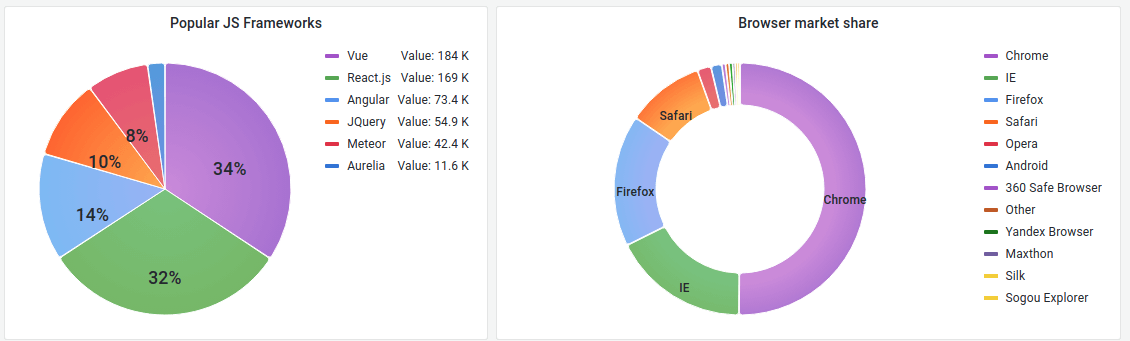 Popular JS Frameworks
Vue Value: 184 K
React.js Value: 169 K
Angular Value: 73.4 K
JQuery Value: 54.9 K
Meteor Value: 42.4 K
Aurelia Value: 11.6 K
8%
10%
34%
14%
32%
Browser market share
Safari
Firefox
Chrome
IE
Chrome
IE
Firefox
Safari
Opera
Android
360 Safe Browser
Other
Yandex Browser
Maxthon
Silk
Sogou Explorer